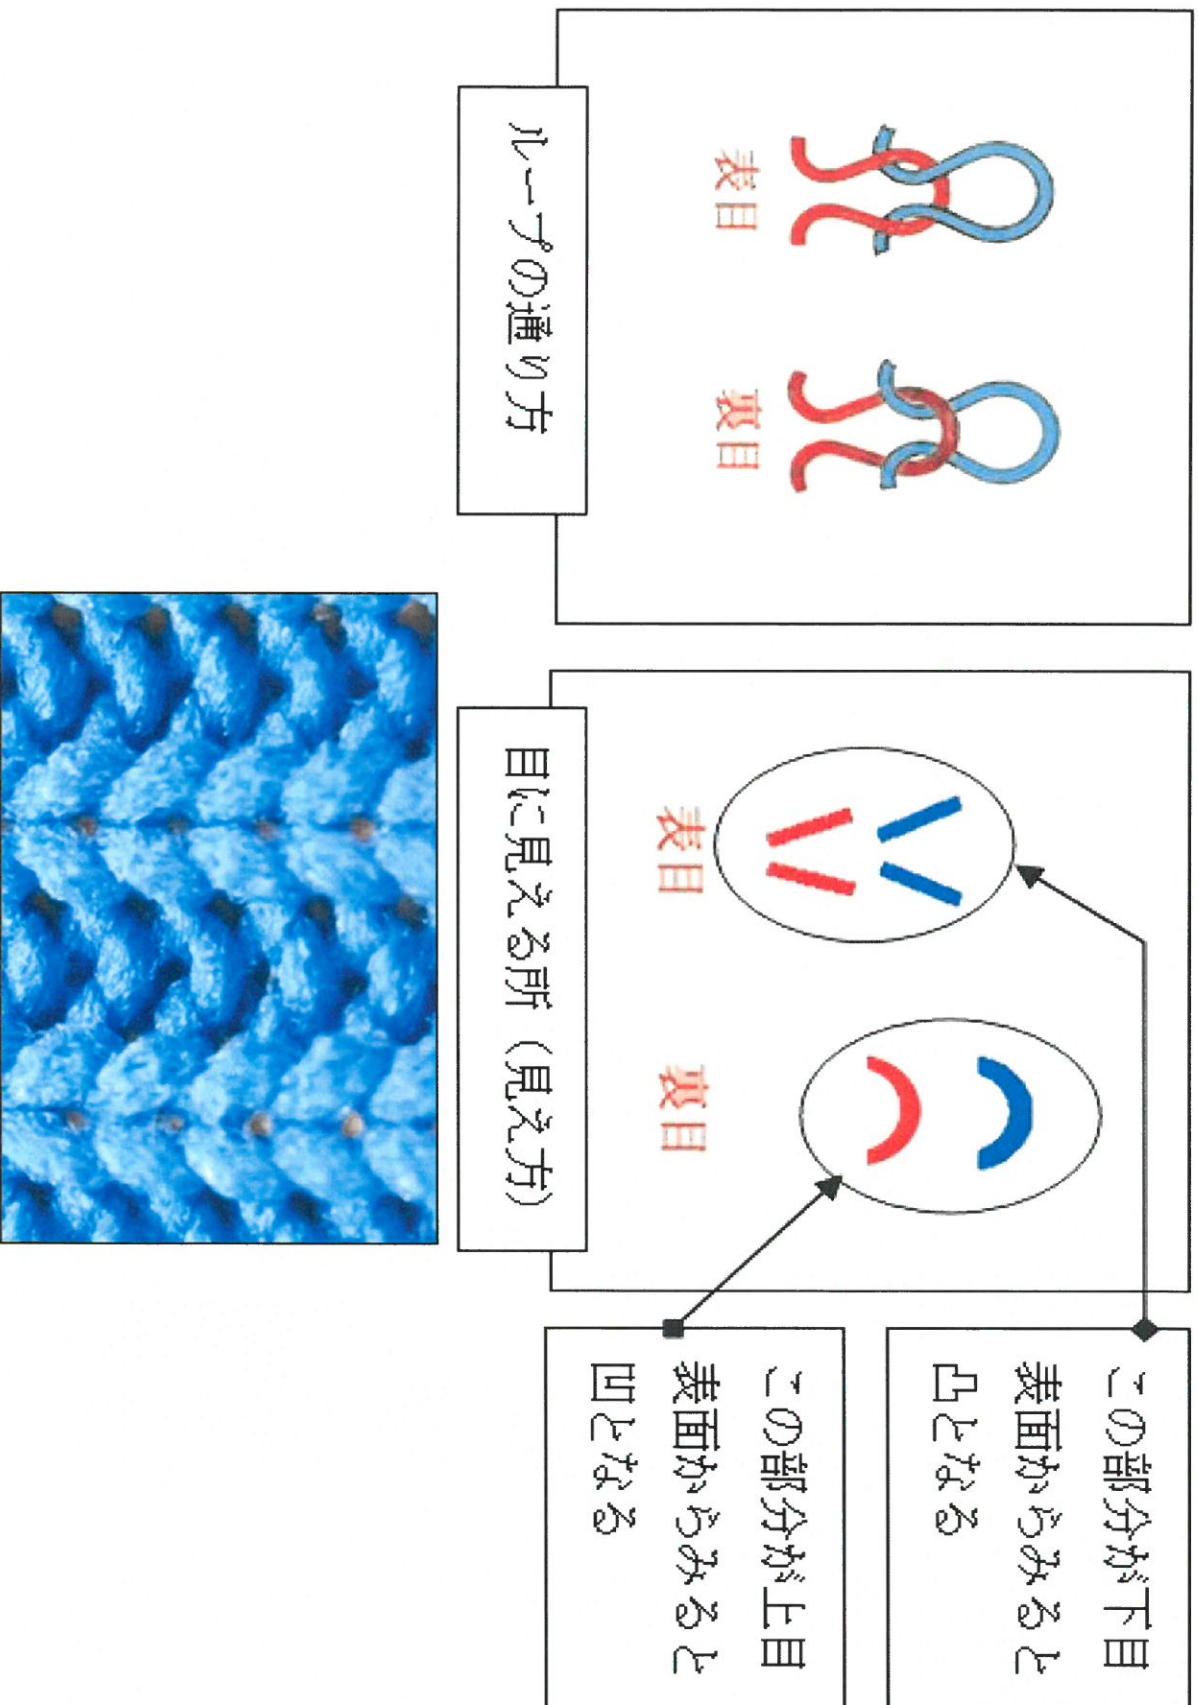 表目
裏目
ループの通り方
表目
裏目
目に見える所（見え方）
この部分が下目
表面からみると
凸となる
この部分が上目
表面からみると
凹となる